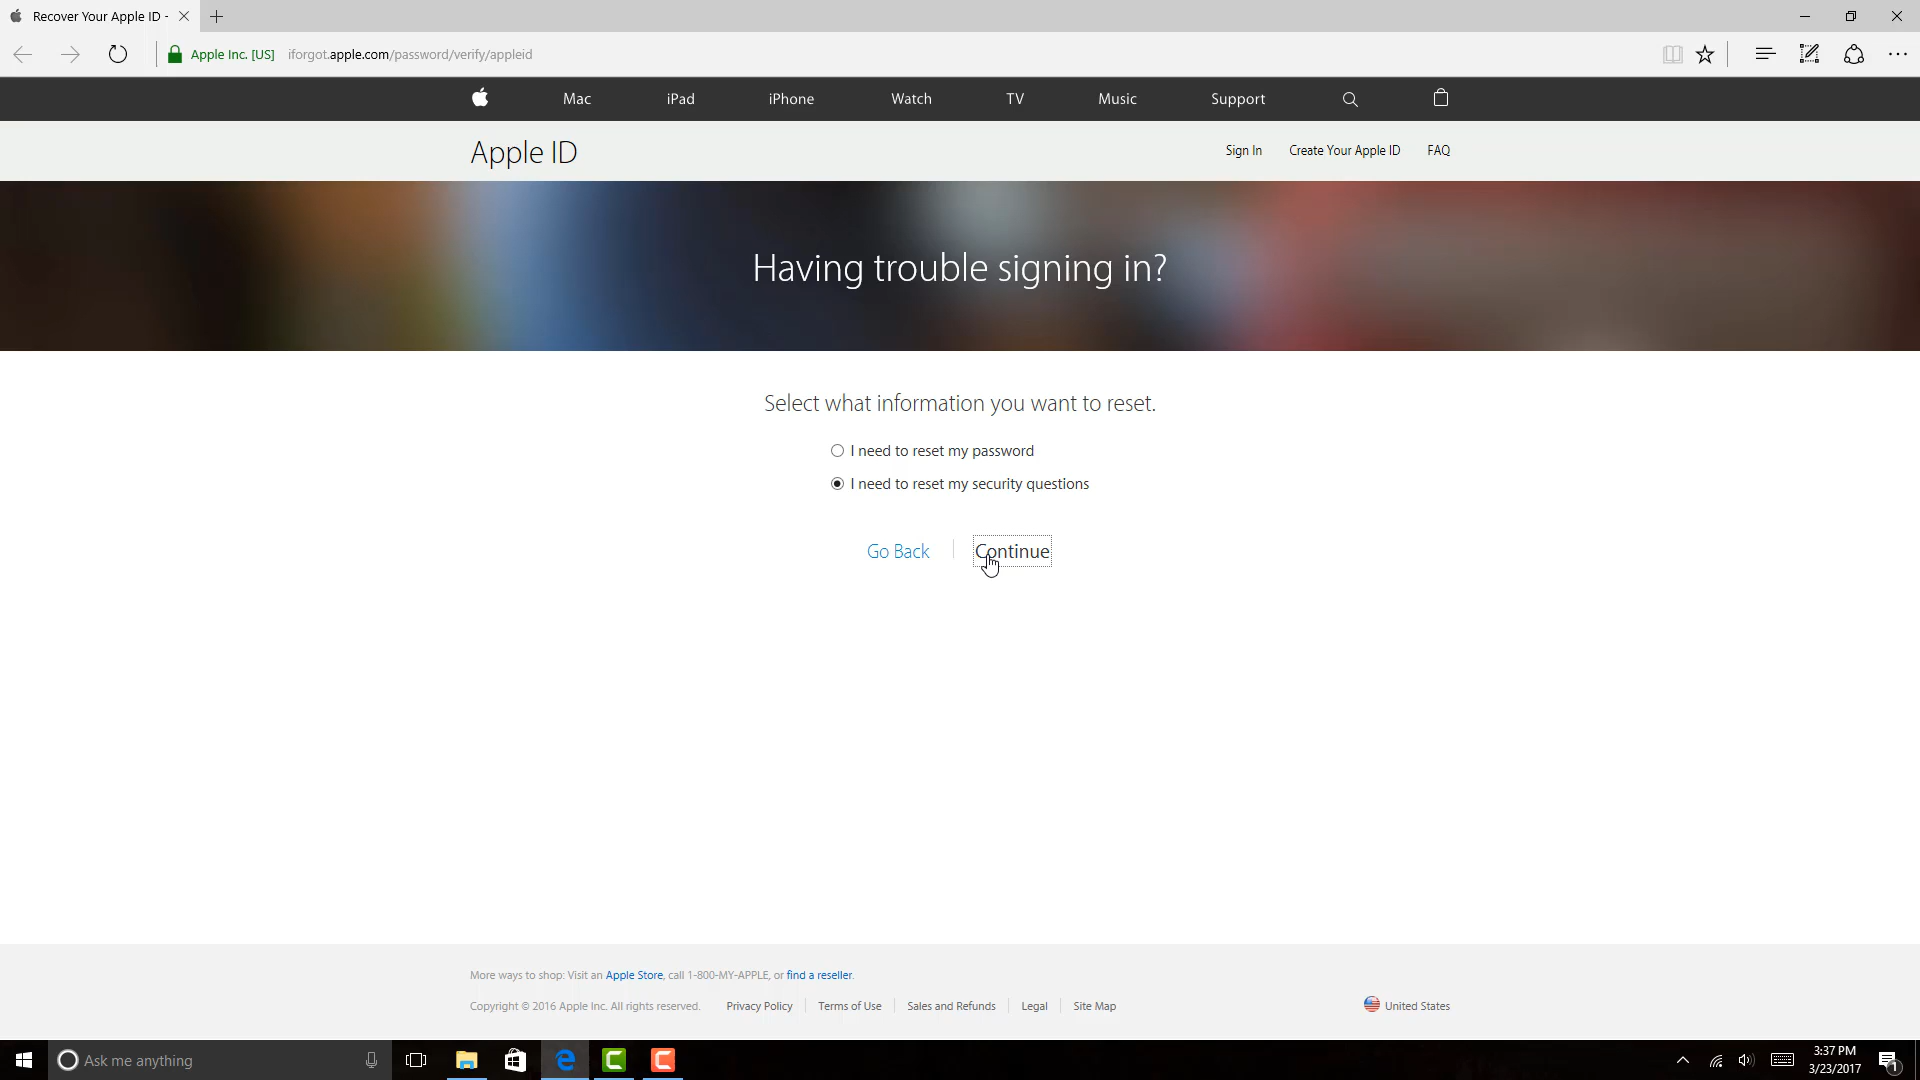 Recover Your Apple ID -
Apple Inc. [US] iforgot.apple.com/password/verify/appleid
Mac iPad iPhone Watch TV Music Support
Apple ID
Sign In Create Your Apple ID FAQ
Having trouble signing in?
Select what information you want to reset.
I need to reset my password
I need to reset my security questions
Go Back Continue
More ways to shop: Visit an Apple Store, call 1-800-MY-APPLE, or find a reseller.
Copyright © 2016 Apple Inc. All rights reserved. Privacy Policy Terms of Use Sales and Refunds Legal Site Map United States
Ask me anything
3:37 PM
3/23/2017
1